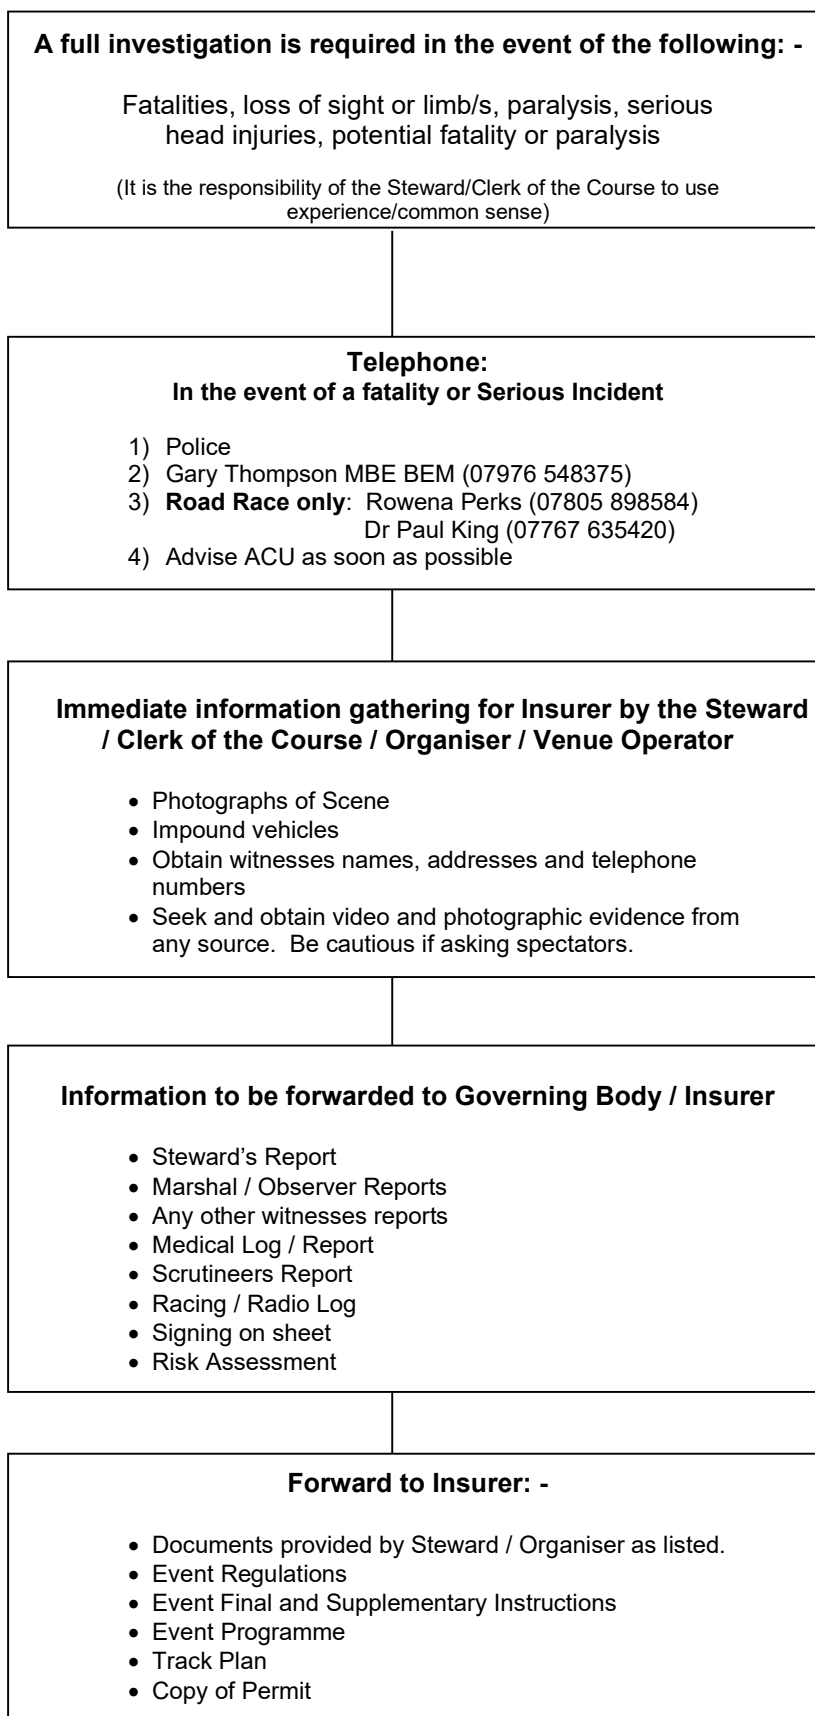 A full investigation is required in the event of the following: -
Fatalities, loss of sight or limb/s, paralysis, serious
head injuries, potential fatality or paralysis
(It is the responsibility of the Steward/Clerk of the Course to use
experience/common sense)
Telephone:
In the event of a fatality or Serious Incident
1) Police
2) Gary Thompson MBE BEM (07976 548375)
3) Road Race only: Rowena Perks (07805 898584)
Dr Paul King (07767 635420)
4) Advise ACU as soon as possible
Immediate information gathering for Insurer by the Steward
/ Clerk of the Course / Organiser / Venue Operator
• Photographs of Scene
• Impound vehicles
• Obtain witnesses names, addresses and telephone
numbers
• Seek and obtain video and photographic evidence from
any source. Be cautious if asking spectators.
Information to be forwarded to Governing Body / Insurer
• Steward’s Report
• Marshal / Observer Reports
• Any other witnesses reports
• Medical Log / Report
• Scrutineers Report
• Racing / Radio Log
• Signing on sheet
• Risk Assessment
Forward to Insurer: -
• Documents provided by Steward / Organiser as listed.
• Event Regulations
• Event Final and Supplementary Instructions
• Event Programme
• Track Plan
• Copy of Permit